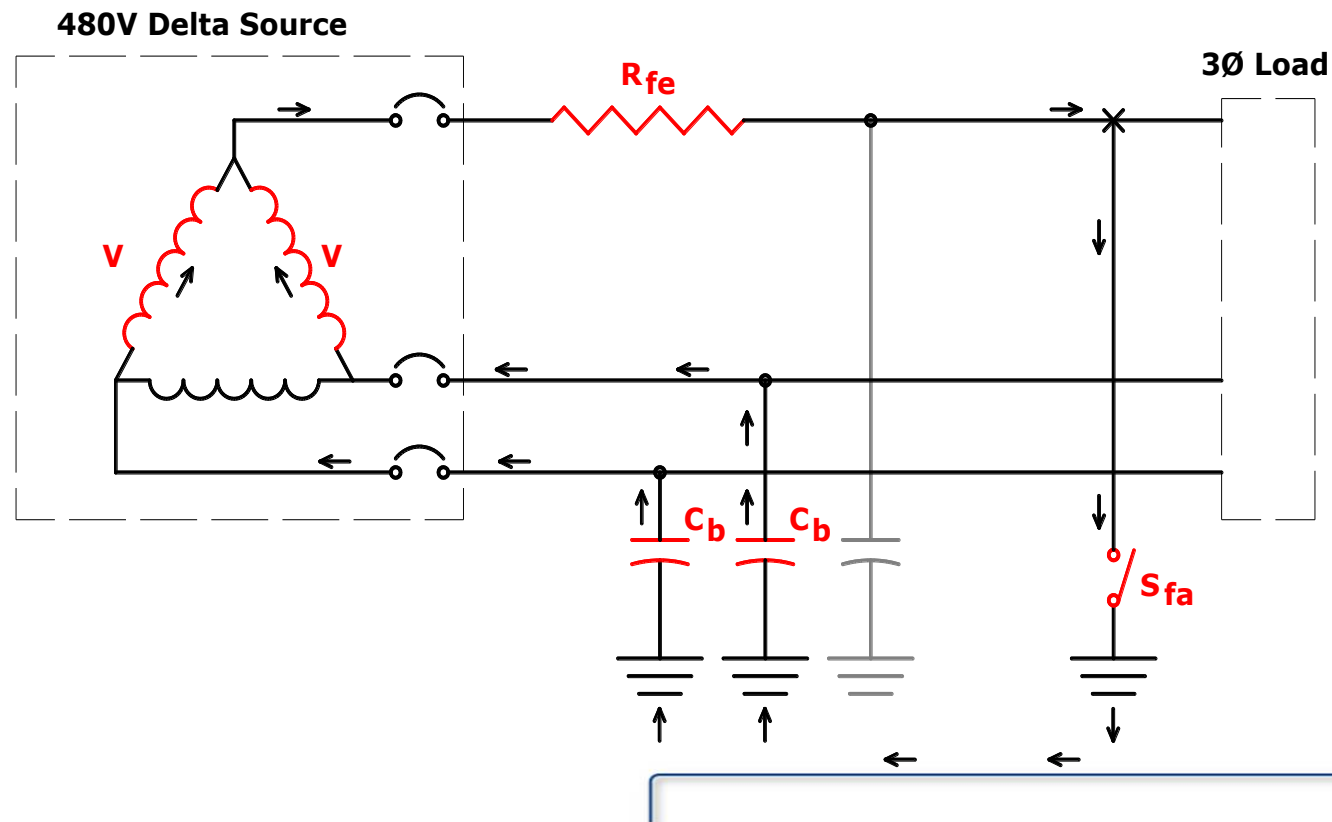 480V Delta Source
3Ø Load
Rfe
V
V
Cb
Cb
Sfa